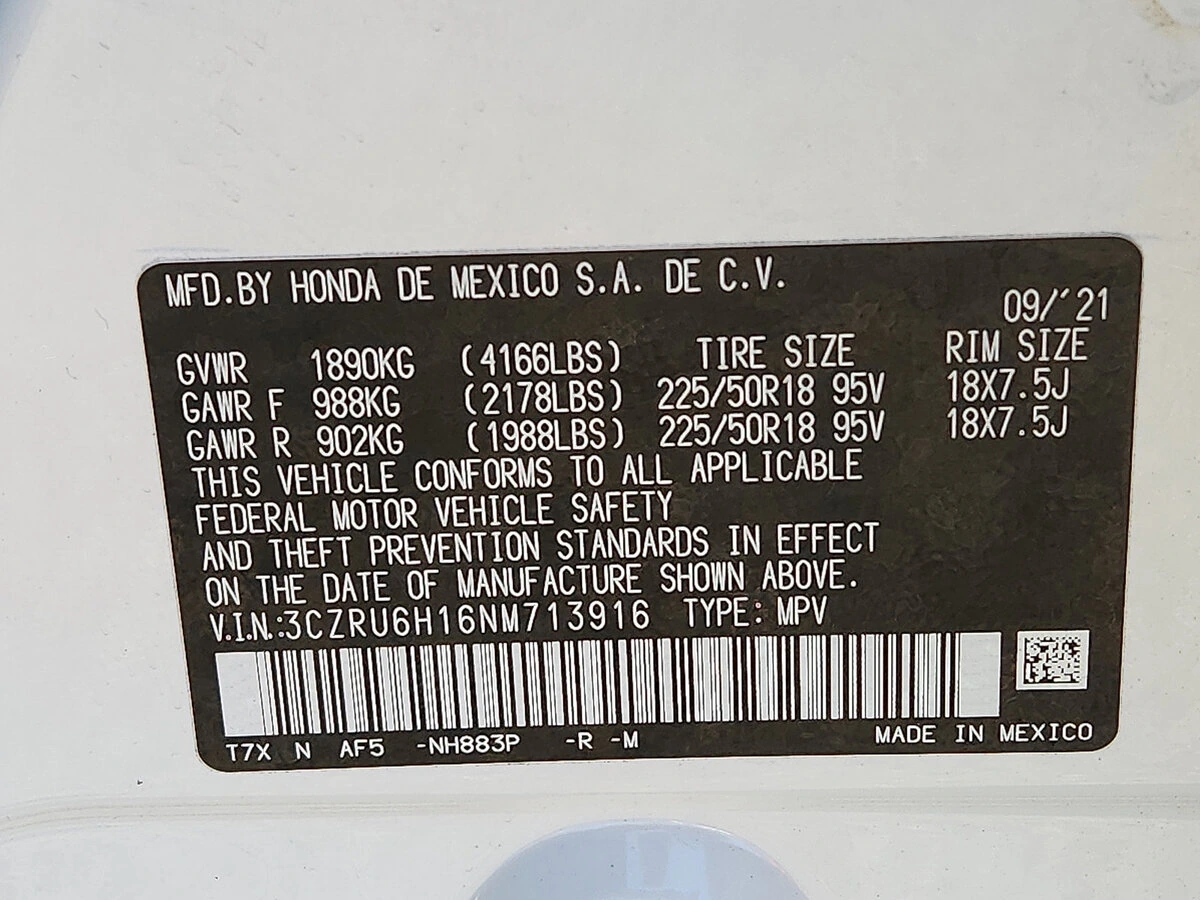 MFD.BY HONDA DE MEXICO S.A. DE C.V.
09/'21
GVWR 1890KG (4166LBS) TIRE SIZE RIM SIZE
GAWR F 988KG (2178LBS) 225/50R18 95V 18X7.5J
GAWR R 902KG (1988LBS) 225/50R18 95V 18X7.5J
THIS VEHICLE CONFORMS TO ALL APPLICABLE
FEDERAL MOTOR VEHICLE SAFETY
AND THEFT PREVENTION STANDARDS IN EFFECT
ON THE DATE OF MANUFACTURE SHOWN ABOVE.
V.I.N.:3CZRU6H16NM713916 TYPE: MPV
T7X N AF5 -NH883P -R -M MADE IN MEXICO